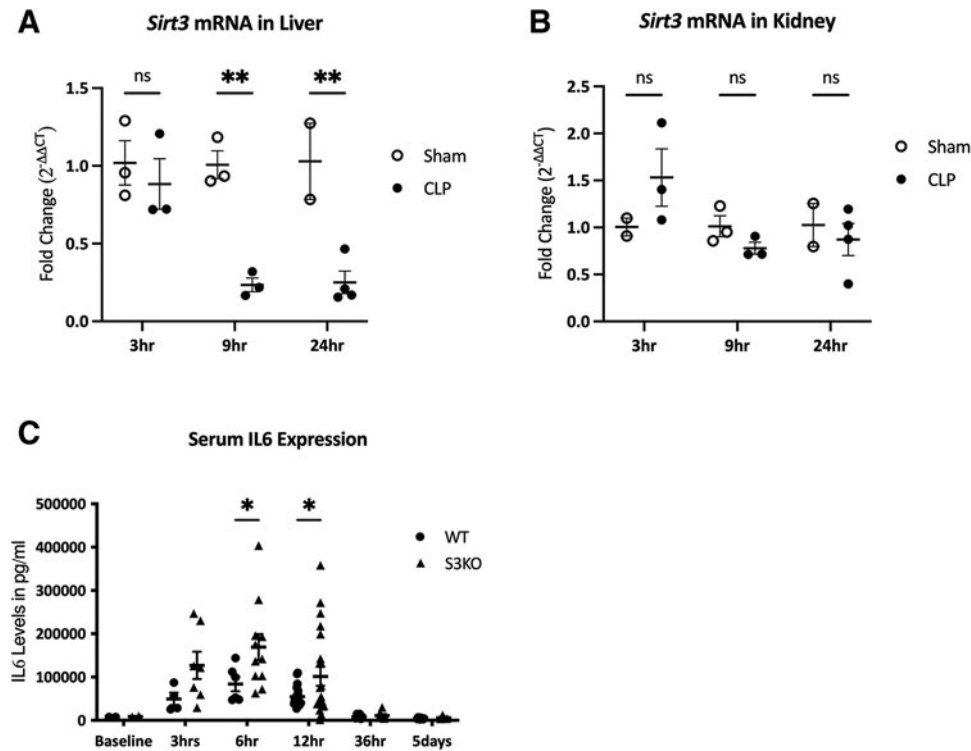 A
Sirt3 mRNA in Liver
ns
**
**
1.5
1.0
0.5
0.0
Fold Change (2^-ΔΔCT)
3hr
9hr
24hr
Sham
CLP
B
Sirt3 mRNA in Kidney
ns
ns
ns
2.5
2.0
1.5
1.0
0.5
0.0
Fold Change (2^-ΔΔCT)
3hr
9hr
24hr
Sham
CLP
C
Serum IL6 Expression
*
*
500000
400000
300000
200000
100000
0
IL6 Levels in pg/ml
Baseline
3hrs
6hr
12hr
36hr
5days
WT
S3KO